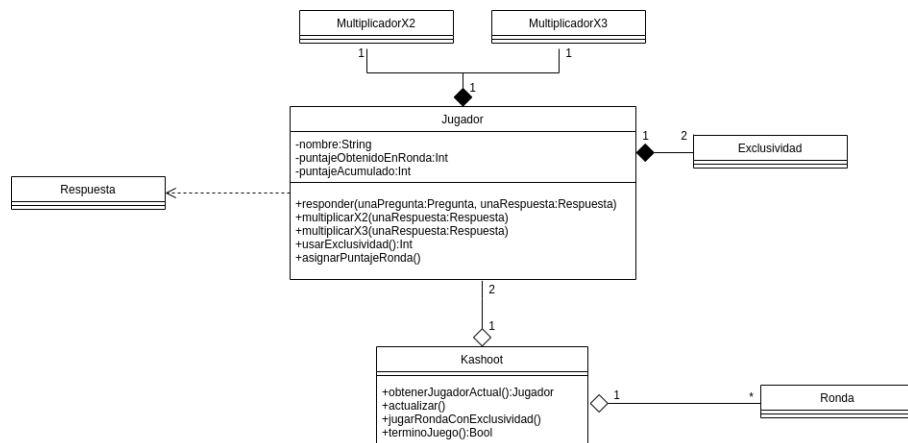 MultiplicadorX2
MultiplicadorX3
1
1
1
Jugador
-nombre:String
-puntajeObtenidoEnRonda:Int
-puntajeAcumulado:Int
1
2
Exclusividad
Respuesta
+responder(unaPregunta:Pregunta, unaRespuesta:Respuesta)
+multiplicarX2(unaRespuesta:Respuesta)
+multiplicarX3(unaRespuesta:Respuesta)
+usarExclusividad():Int
+asignarPuntajeRonda()
2
1
Kashoot
+obtenerJugadorActual():Jugador
+actualizar()
+jugarRondaConExclusividad()
+terminoJuego():Bool
1
*
Ronda